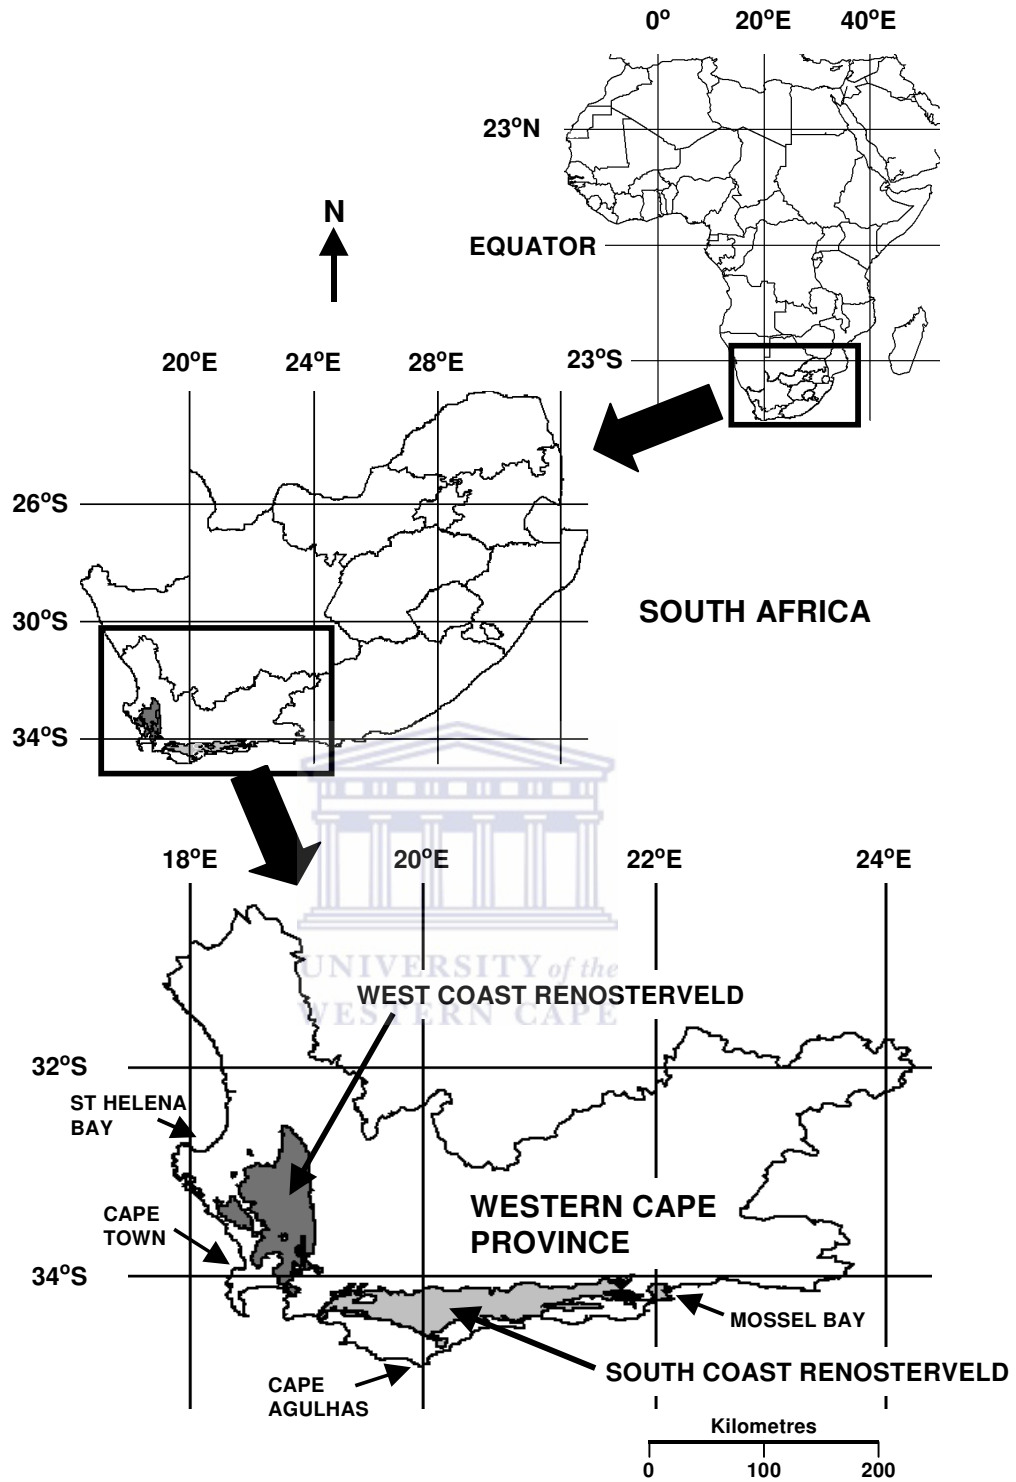 0º 20ºE 40ºE
23ºN
N
EQUATOR
23ºS
20ºE 24ºE 28ºE
26ºS
30ºS
SOUTH AFRICA
34ºS
18ºE 20ºE 22ºE 24ºE
UNIVERSITY of the
WESTERN CAPE
WEST COAST RENOSTERVELD
32ºS
ST HELENA
BAY
WESTERN CAPE
PROVINCE
CAPE
TOWN
34ºS
MOSSEL BAY
SOUTH COAST RENOSTERVELD
CAPE
AGULHAS
Kilometres
0 100 200